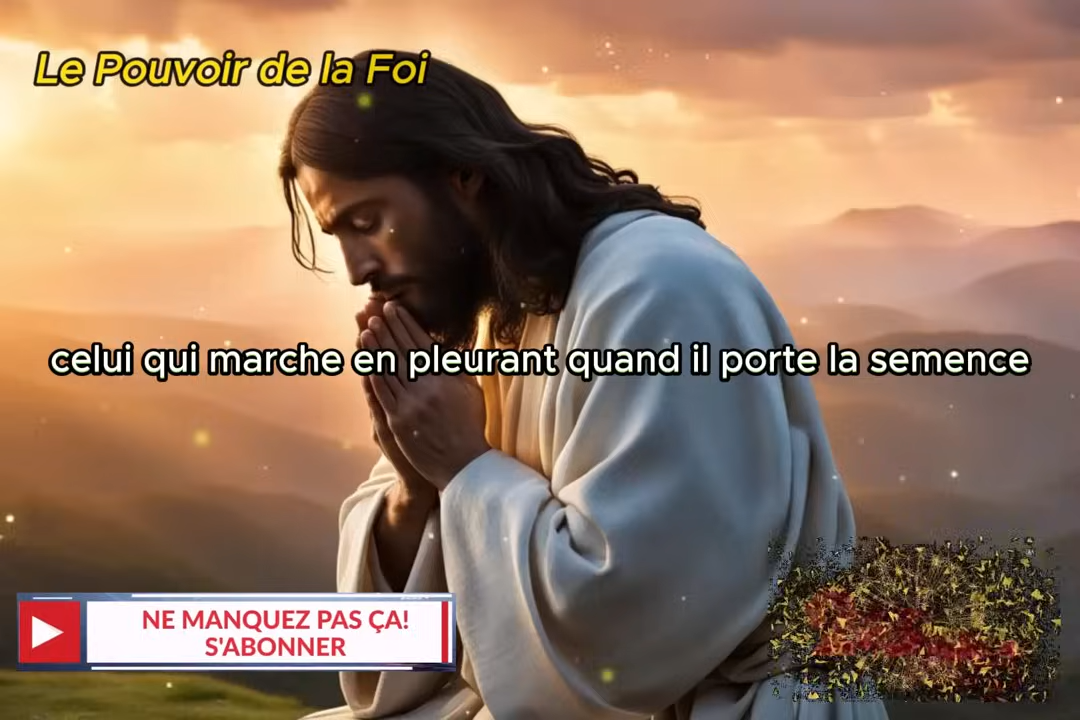 Le Pouvoir de la Foi
celui qui marche en pleurant quand il porte la semence
NE MANQUEZ PAS ÇA!
S'ABONNER